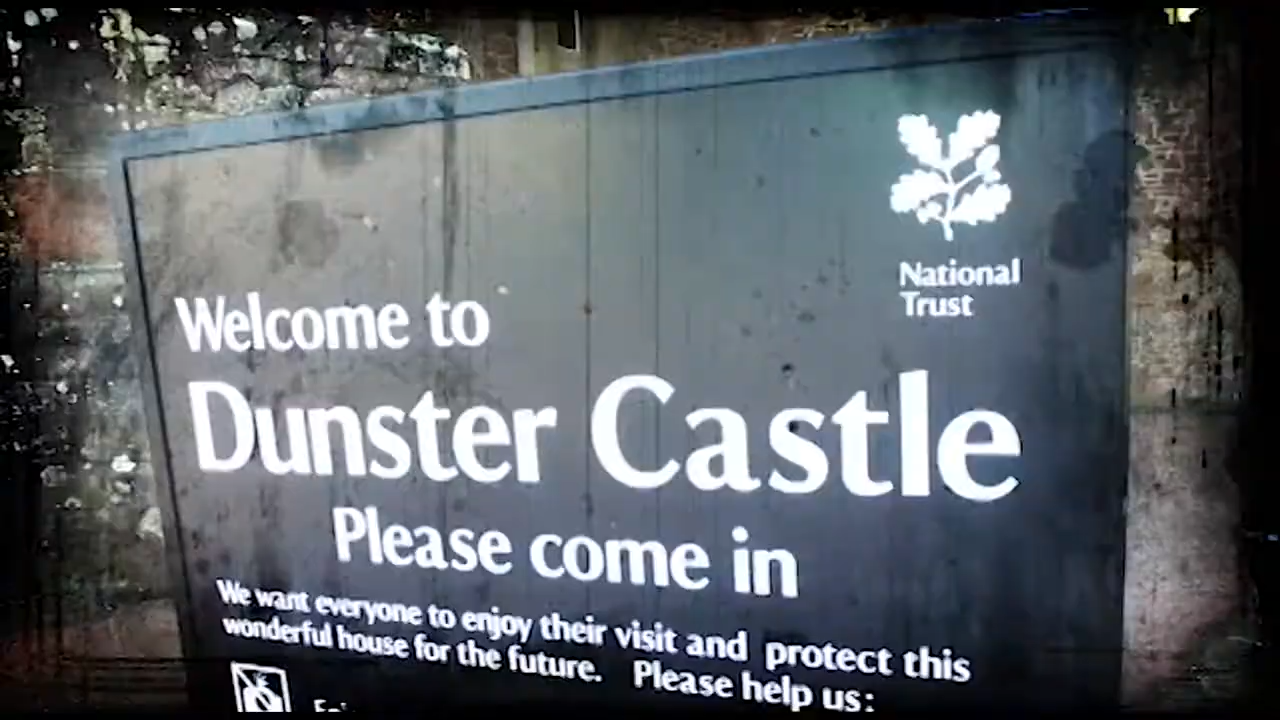 National
Trust
Welcome to
Dunster Castle
Please come in
We want everyone to enjoy their visit and protect this
wonderful house for the future. Please help us: